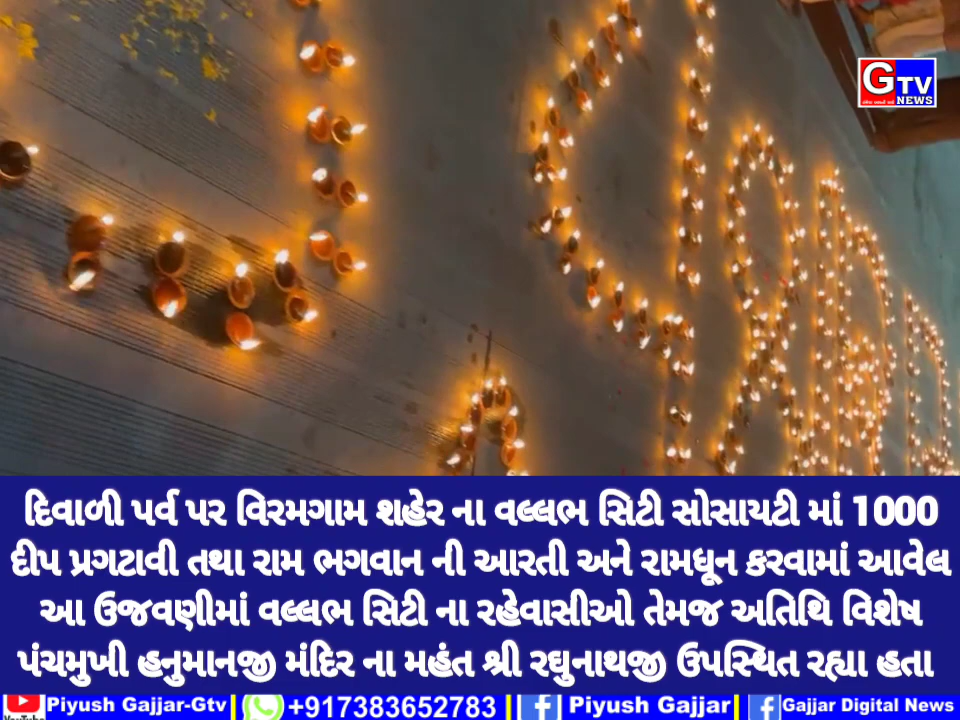 GTV
NEWS
દિવાળી પર્વ પર વિરમગામ શહેર ના વલ્લભ સિટી સોસાયટી માં 1000
દીપ પ્રગટાવી તથા રામ ભગવાન ની આરતી અને રામધૂન કરવામાં આવેલ
આ ઉજવણીમાં વલ્લભ સિટી ના રહેવાસીઓ તેમજ અતિથિ વિશેષ
પંચમુખી હનુમાનજી મંદિર ના મહંત શ્રી રઘુનાથજી ઉપસ્થિત રહ્યા હતા
YouTube Piyush Gajjar-Gtv +917383652783 Piyush Gajjar Gajjar Digital News